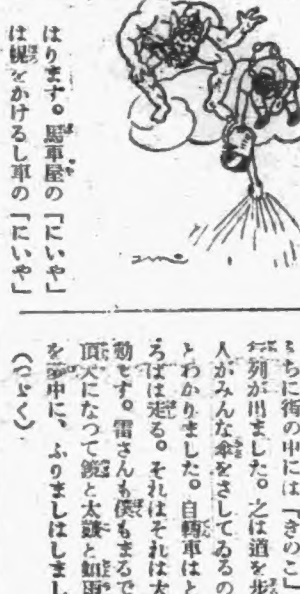 はります。馬車屋の「にいや」
は幌をかけるし車の「にいや」
ちに街の中には「きのこ」
行列が出ました。之は道を歩
人がみんな傘をさしてゐるの
とわかりました。自轉車はと
ろばは走る。それはそれは大
動です。雷さんも僕もまるで
頂天になって鏡と太鼓と如雨
を夢中に、ふりましはしまし
(つゞく)